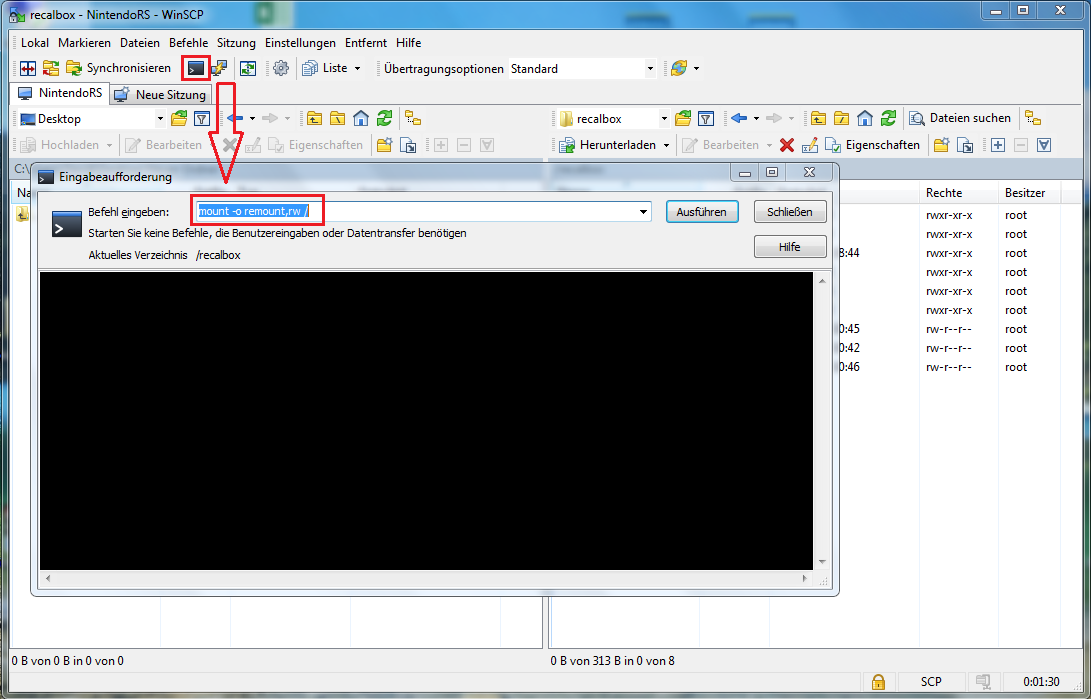 recalbox - NintendoRS - WinSCP
Lokal Markieren Dateien Befehle Sitzung Einstellungen Entfernt Hilfe
Synchronisieren Liste Übertragungsoptionen Standard
NintendoRS Neue Sitzung
Desktop recalbox Dateien suchen
Hochladen Bearbeiten Eigenschaften Herunterladen Bearbeiten Eigenschaften
C:\
Eingabeaufforderung
Rechte Besitzer
Befehl eingeben: mount -o remount,rw / Ausführen Schließen
rwxr-xr-x root
Starten Sie keine Befehle, die Benutzereingaben oder Datentransfer benötigen
rwxr-xr-x root
Hilfe
Aktuelles Verzeichnis /recalbox
8:44 rwxr-xr-x root
rwxr-xr-x root
rwxr-xr-x root
rwxr-xr-x root
0:45 rw-r--r-- root
0:42 rw-r--r-- root
0:46 rw-r--r-- root
0 B von 0 B in 0 von 0 0 B von 313 B in 0 von 8
SCP 0:01:30